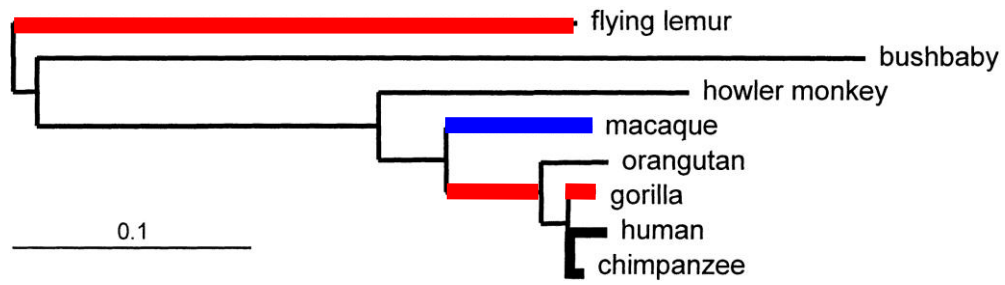 flying lemur
bushbaby
howler monkey
macaque
orangutan
gorilla
human
chimpanzee
0.1